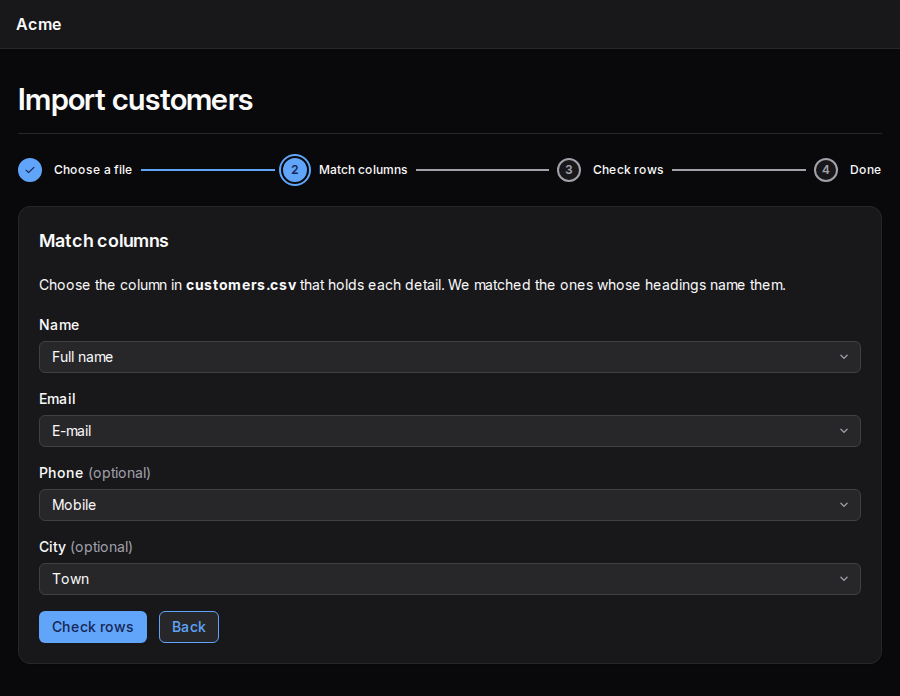 Acme
Import customers
Choose a file 2 Match columns 3 Check rows 4 Done
Match columns
Choose the column in customers.csv that holds each detail. We matched the ones whose headings name them.
Name
Full name
Email
E-mail
Phone (optional)
Mobile
City (optional)
Town
Check rows Back